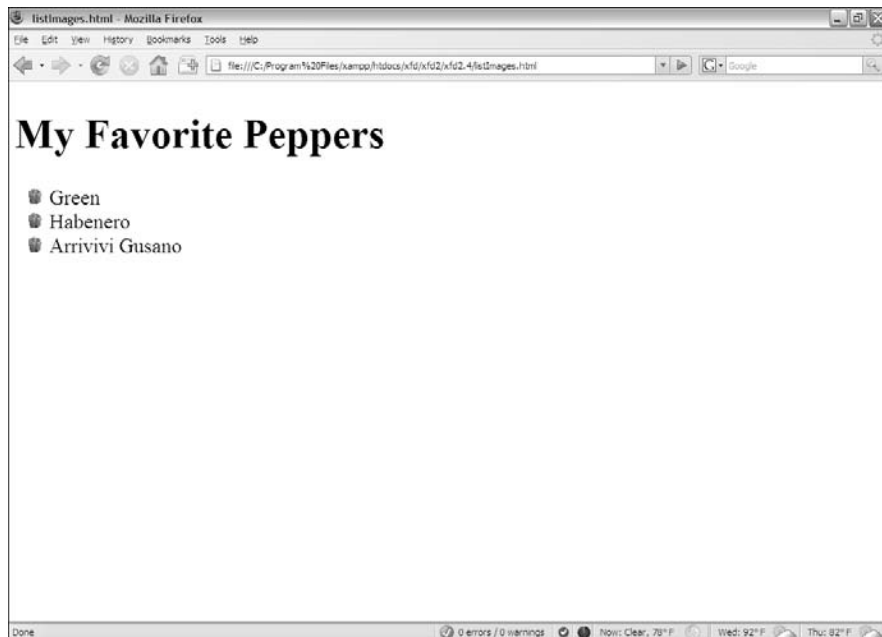 listImages.html - Mozilla Firefox
File Edit View History Bookmarks Tools Help
file:///C:/Program%20Files/xampp/htdocs/xfd/xfd2/xfd2.4/listImages.html
G Google
My Favorite Peppers
Green
Habenero
Arrivivi Gusano
Done
0 errors / 0 warnings Now: Clear, 78° F Wed: 92° F Thu: 82° F